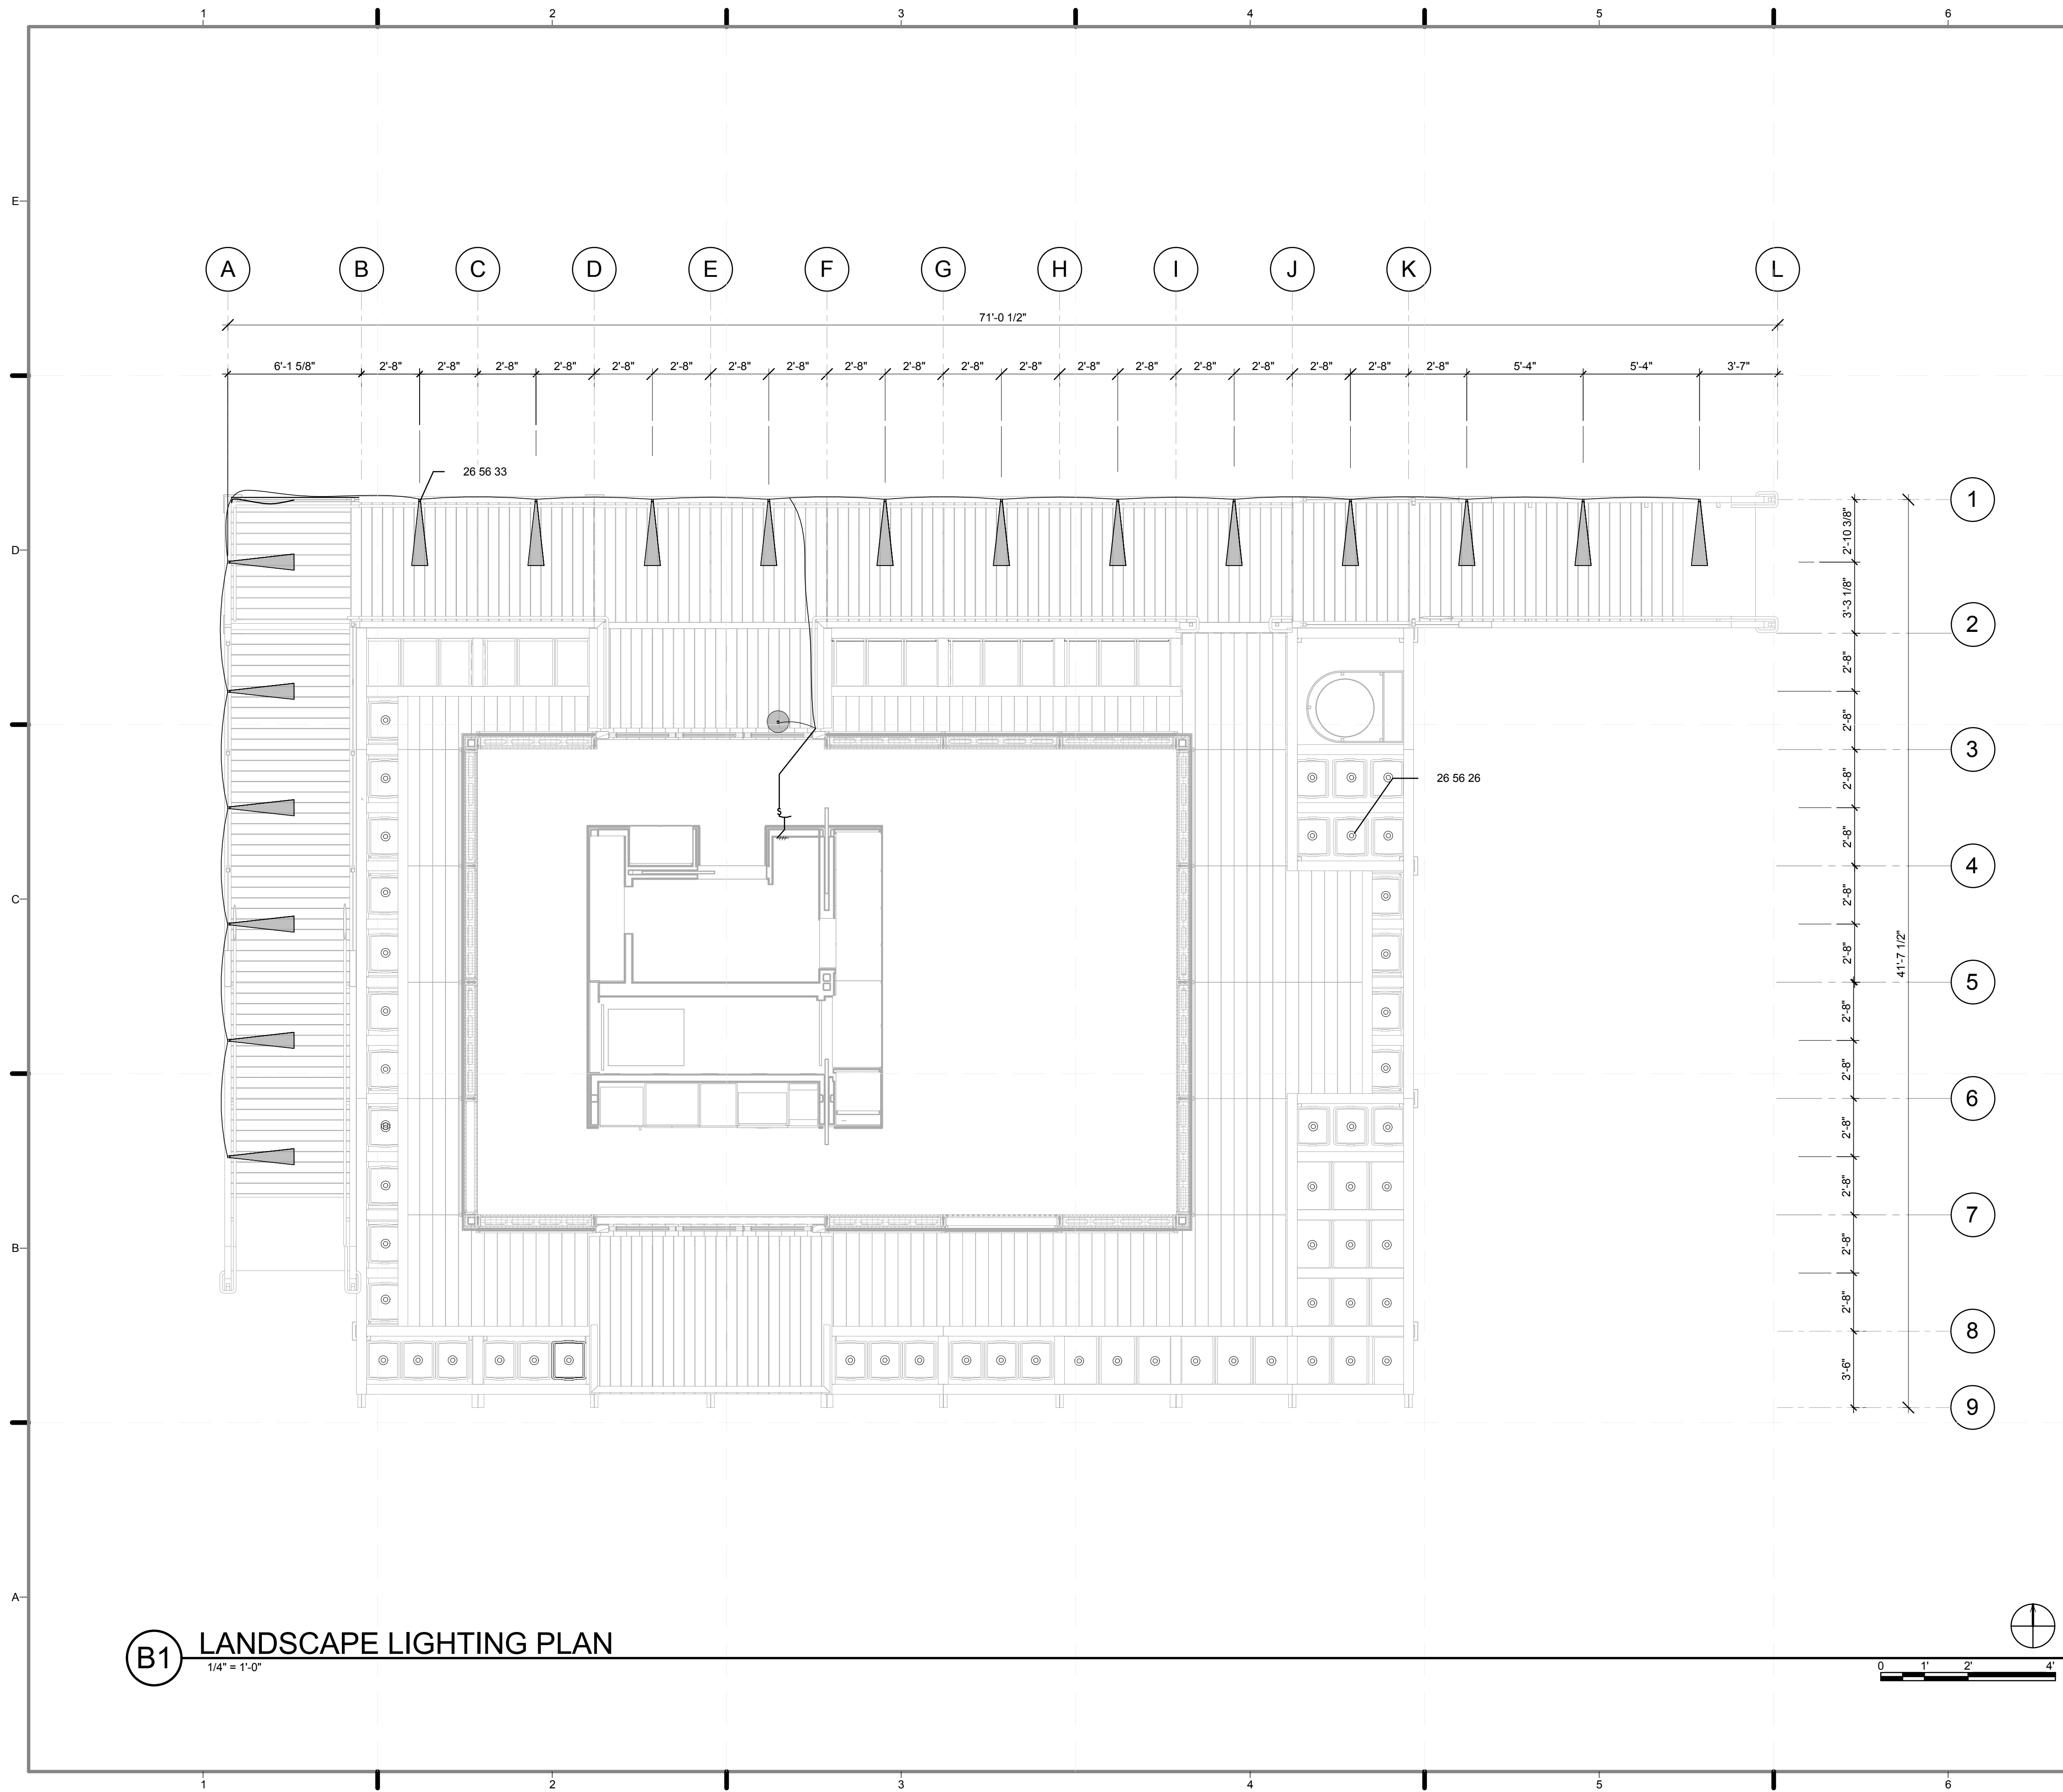 1 2 3 4 5 6
E
A B C D E F G H I J K L
71'-0 1/2"
6'-1 5/8" 2'-8" 2'-8" 2'-8" 2'-8" 2'-8" 2'-8" 2'-8" 2'-8" 2'-8" 2'-8" 2'-8" 2'-8" 2'-8" 2'-8" 2'-8" 2'-8" 2'-8" 2'-8" 2'-8" 5'-4" 5'-4" 3'-7"
26 56 33
1
2'-10 3/8"
D
3'-3 1/8"
2
2'-8"
2'-8"
3
26 56 26
2'-8"
S
2'-8"
4
2'-8"
C
2'-8"
41'-7 1/2"
5
2'-8"
2'-8"
6
2'-8"
2'-8"
7
B
2'-8"
2'-8"
8
3'-6"
9
A
B1 LANDSCAPE LIGHTING PLAN
1/4" = 1'-0"
0 1' 2' 4'
1 2 3 4 5 6